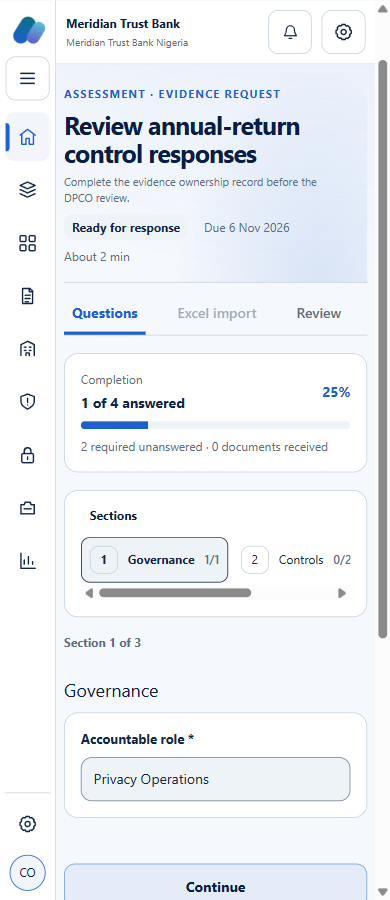 Meridian Trust Bank
Meridian Trust Bank Nigeria
ASSESSMENT · EVIDENCE REQUEST
Review annual-return
control responses
Complete the evidence ownership record before the
DPCO review.
Ready for response
Due 6 Nov 2026
About 2 min
Questions
Excel import
Review
Completion
1 of 4 answered
25%
2 required unanswered · 0 documents received
Sections
1 Governance 1/1
2 Controls 0/2
Section 1 of 3
Governance
Accountable role *
Privacy Operations
CO
Continue